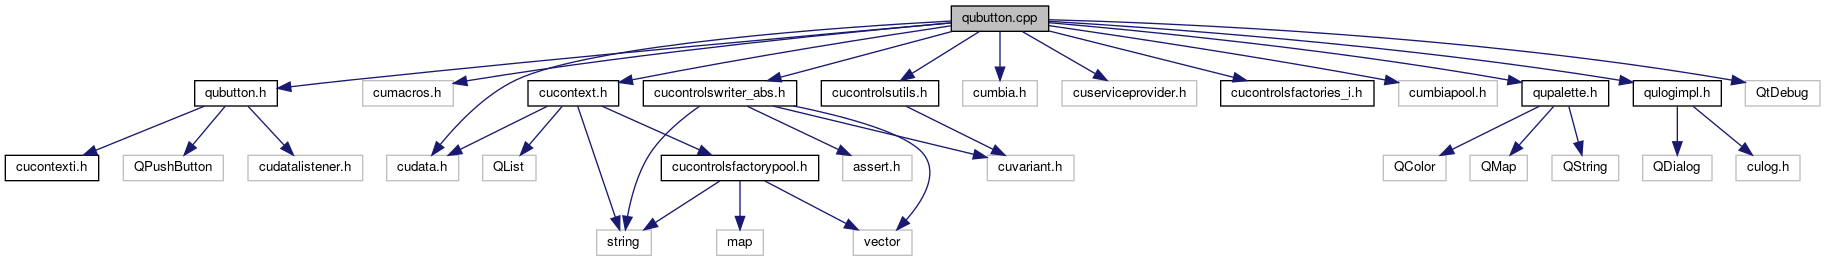 qubutton.cpp
qubutton.h
cumacros.h
cucontext.h
cucontrolswriter_abs.h
cucontrolsutils.h
cumbia.h
cuserviceprovider.h
cucontrolsfactories_i.h
cumbiapool.h
qupalette.h
qulogimpl.h
QtDebug
cucontexti.h
QPushButton
cudatalistener.h
cudata.h
QList
cucontrolsfactorypool.h
assert.h
cuvariant.h
QColor
QMap
QString
QDialog
culog.h
string
map
vector